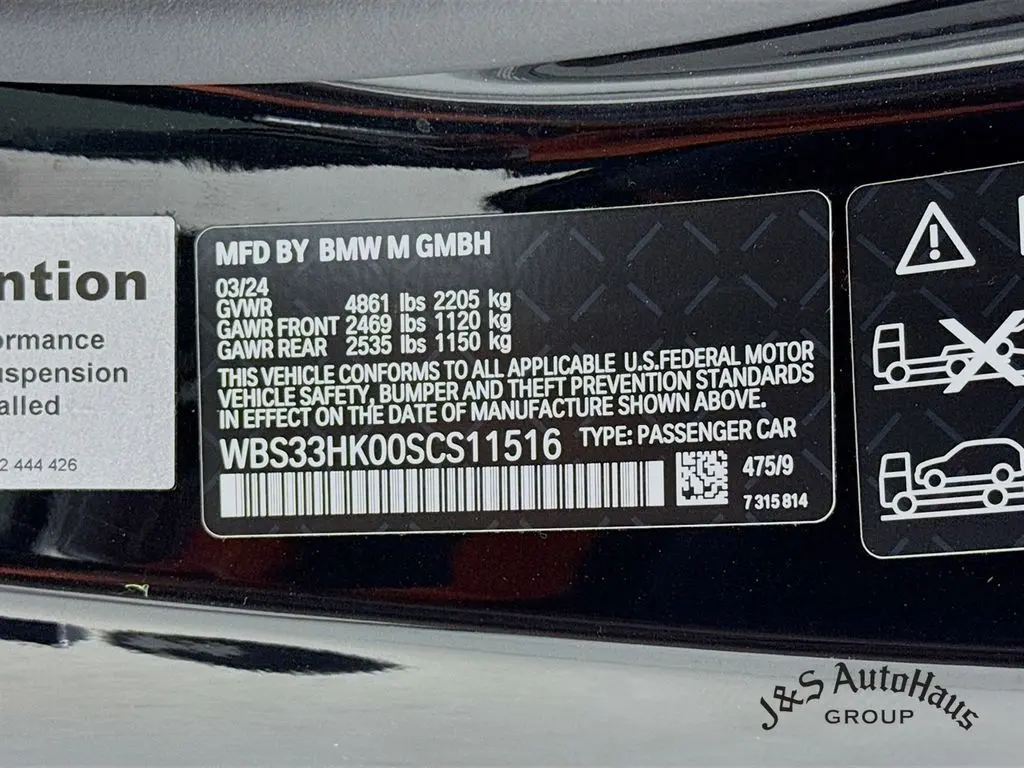 ntion
ormance
uspension
alled
2 444 426
MFD BY BMW M GMBH
03/24
GVWR 4861 lbs 2205 kg
GAWR FRONT 2469 lbs 1120 kg
GAWR REAR 2535 lbs 1150 kg
THIS VEHICLE CONFORMS TO ALL APPLICABLE U.S.FEDERAL MOTOR
VEHICLE SAFETY, BUMPER AND THEFT PREVENTION STANDARDS
IN EFFECT ON THE DATE OF MANUFACTURE SHOWN ABOVE.
WBS33HK00SCS11516 TYPE: PASSENGER CAR
475/9
7 315 814
J&S AutoHaus
GROUP